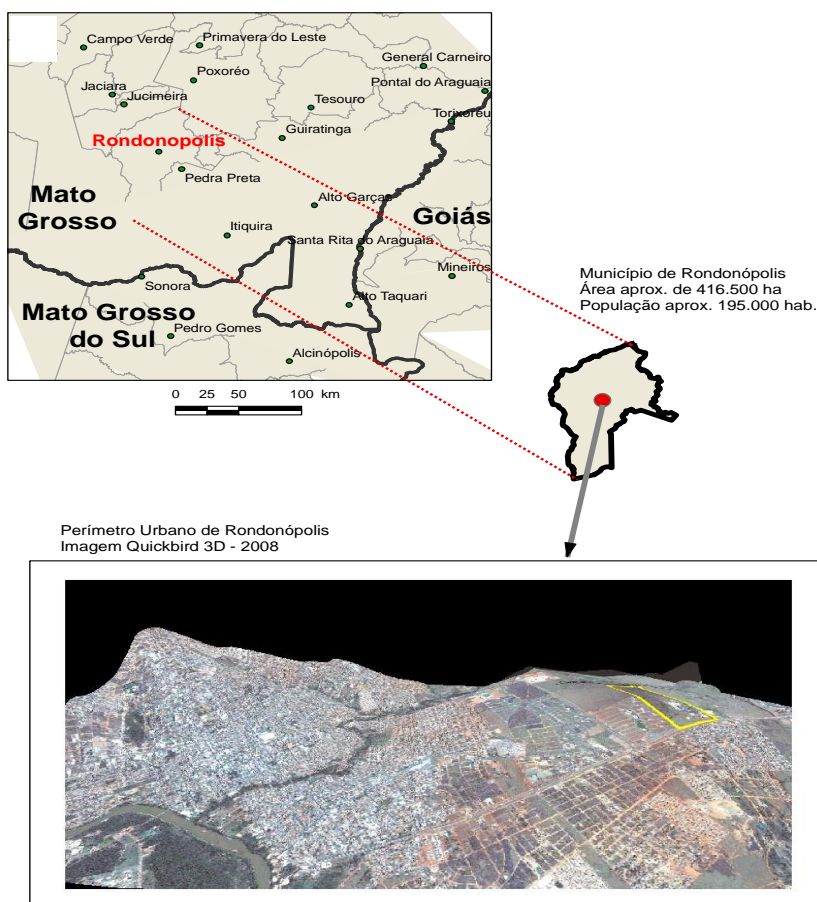 Campo Verde
Primavera do Leste
General Carneiro
Poxoréo
Pontal do Araguaia
Jaciara
Jucimeira
Tesouro
Torixoréu
Rondonopolis
Guiratinga
Pedra Preta
Mato
Grosso
Alto Garças
Goiás
Itiquira
Santa Rita do Araguaia
Mineiros
Sonora
Alto Taquari
Mato Grosso
do Sul
Pedro Gomes
Alcinópolis
0 25 50 100 km
Município de Rondonópolis
Área aprox. de 416.500 ha
População aprox. 195.000 hab.
Perímetro Urbano de Rondonópolis
Imagem Quickbird 3D - 2008